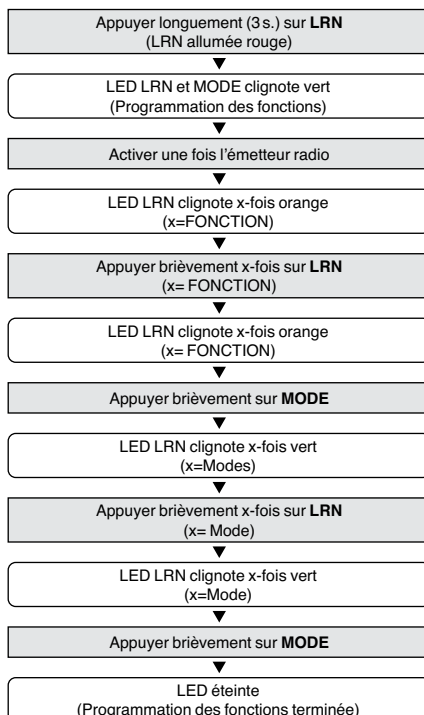 Appuyer longuement (3 s.) sur LRN
(LRN allumée rouge)
LED LRN et MODE clignote vert
(Programmation des fonctions)
Activer une fois l'émetteur radio
LED LRN clignote x-fois orange
(x=FONCTION)
Appuyer brièvement x-fois sur LRN
(x= FONCTION)
LED LRN clignote x-fois orange
(x= FONCTION)
Appuyer brièvement sur MODE
LED LRN clignote x-fois vert
(x=Modes)
Appuyer brièvement x-fois sur LRN
(x= Mode)
LED LRN clignote x-fois vert
(x=Mode)
Appuyer brièvement sur MODE
LED éteinte
(Programmation des fonctions terminée)